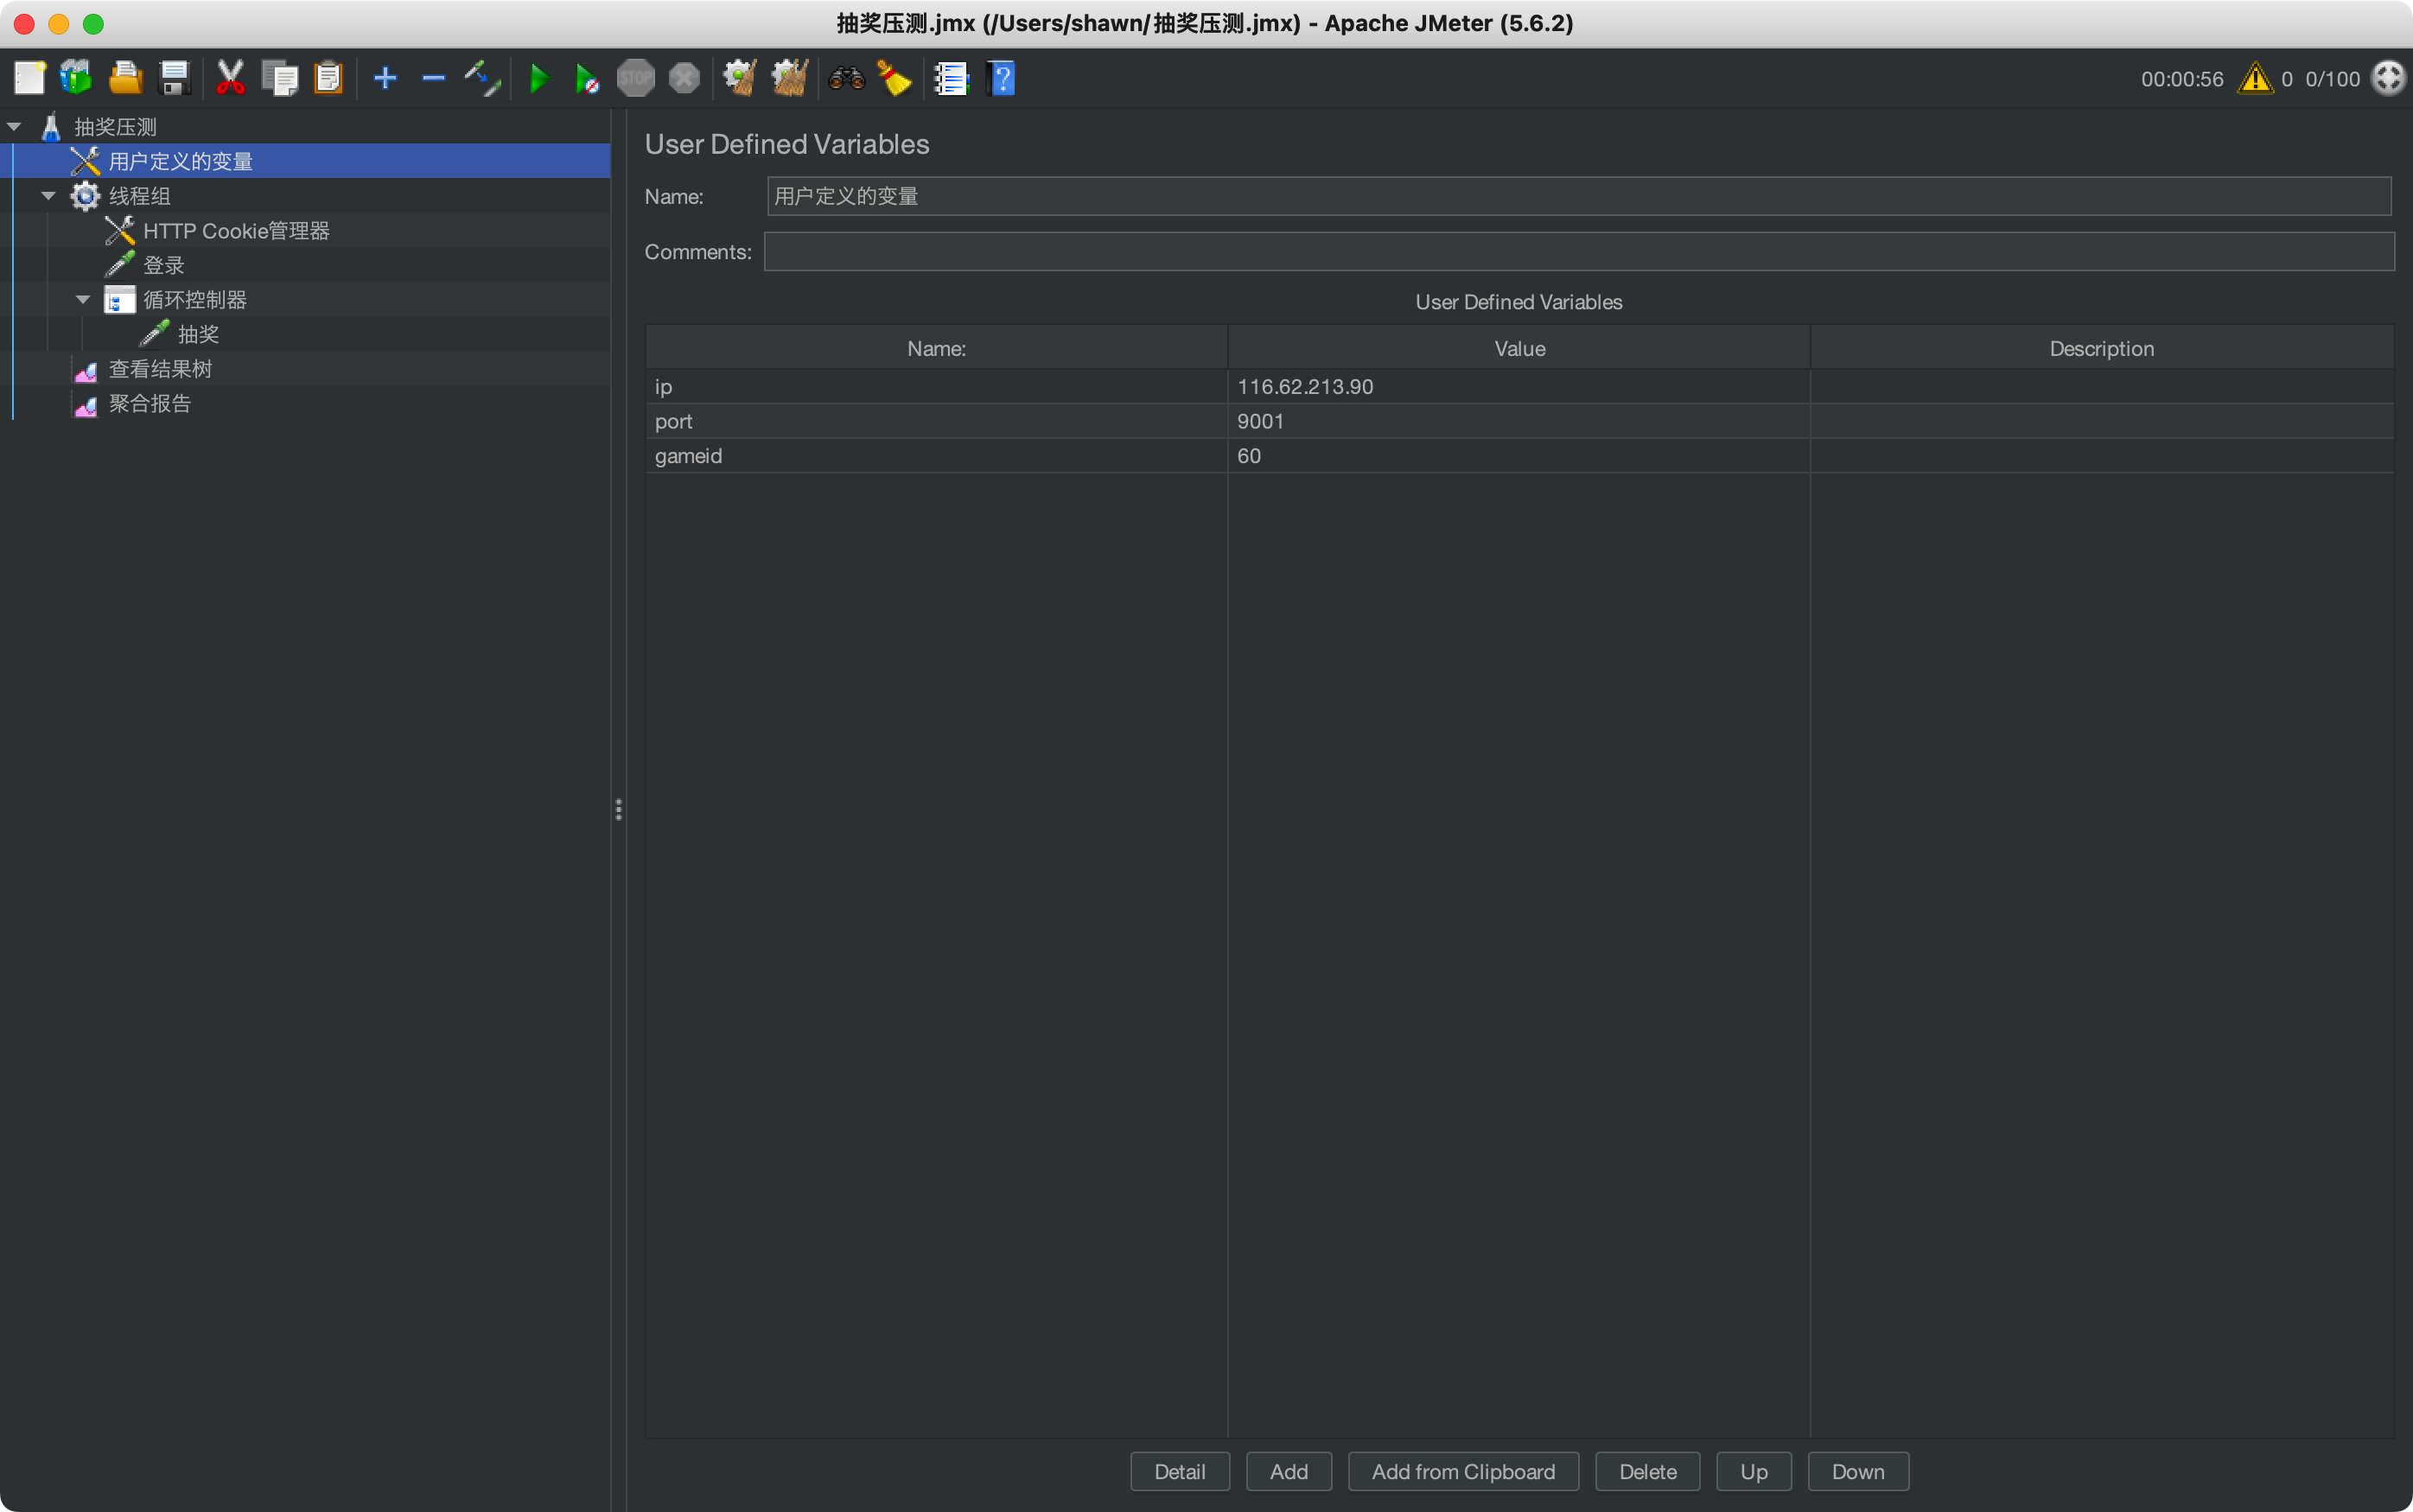 抽奖压测.jmx (/Users/shawn/抽奖压测.jmx) - Apache JMeter (5.6.2)
STOP
00:00:56 0 0/100
抽奖压测
用户定义的变量
线程组
HTTP Cookie管理器
登录
循环控制器
抽奖
查看结果树
聚合报告
User Defined Variables
Name: 用户定义的变量
Comments:
User Defined Variables
Name: Value Description
ip 116.62.213.90
port 9001
gameid 60
Detail Add Add from Clipboard Delete Up Down